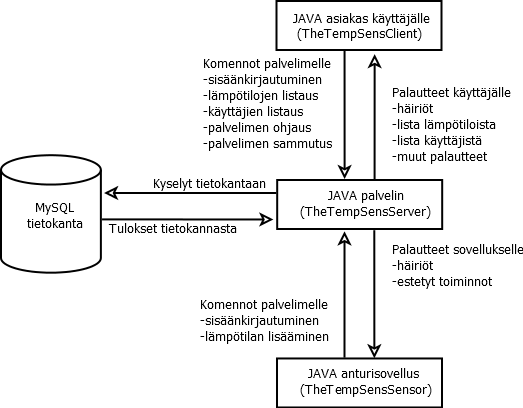 JAVA asiakas käyttäjälle
(TheTempSensClient)
Komennot palvelimelle
-sisäänkirjautuminen
-lämpötilojen listaus
-käyttäjien listaus
-palvelimen ohjaus
-palvelimen sammutus
Palautteet käyttäjälle
-häiriöt
-lista lämpötiloista
-lista käyttäjistä
-muut palautteet
MySQL
tietokanta
Kyselyt tietokantaan
Tulokset tietokannasta
JAVA palvelin
(TheTempSensServer)
Palautteet sovellukselle
-häiriöt
-estetyt toiminnot
Komennot palvelimelle
-sisäänkirjautuminen
-lämpötilan lisääminen
JAVA anturisovellus
(TheTempSensSensor)